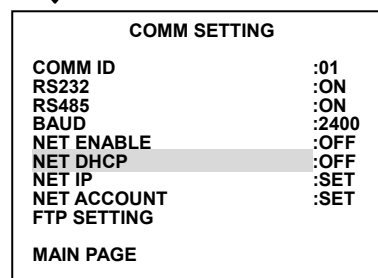 COMM SETTING
COMM ID :01
RS232 :ON
RS485 :ON
BAUD :2400
NET ENABLE :OFF
NET DHCP :OFF
NET IP :SET
NET ACCOUNT :SET
FTP SETTING
MAIN PAGE